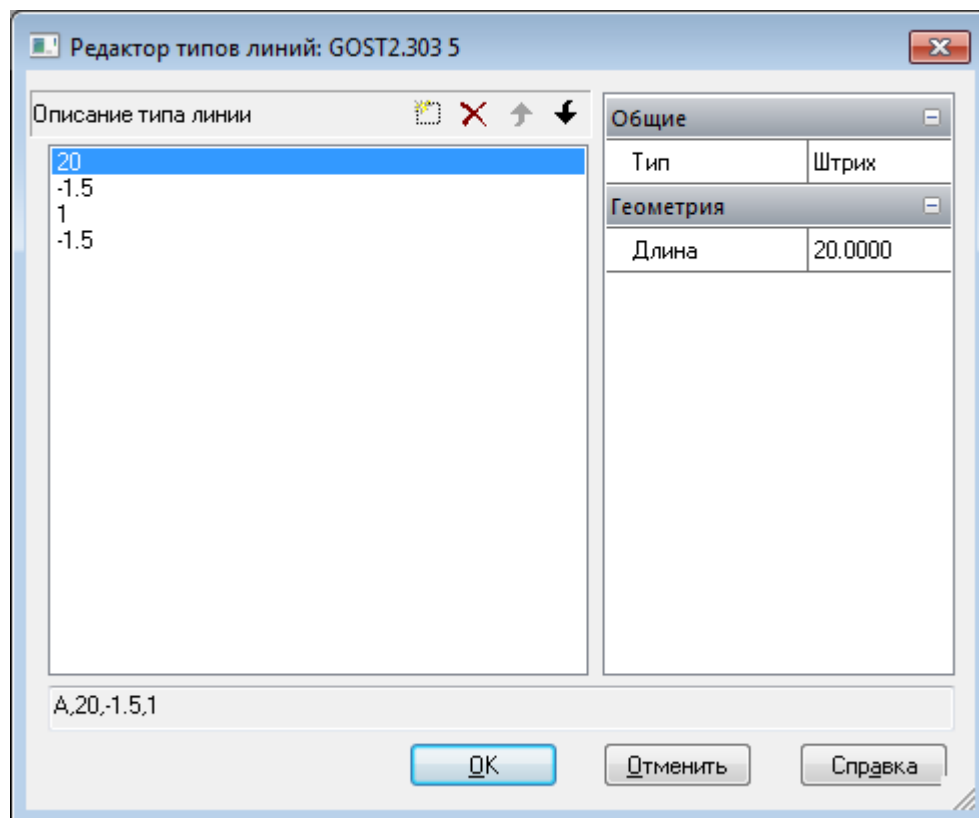 Редактор типов линий: GOST2.303 5
Описание типа линии
20
-1.5
1
-1.5
Общие
Тип Штрих
Геометрия
Длина 20.0000
A,20,-1.5,1
OK Отменить Справка